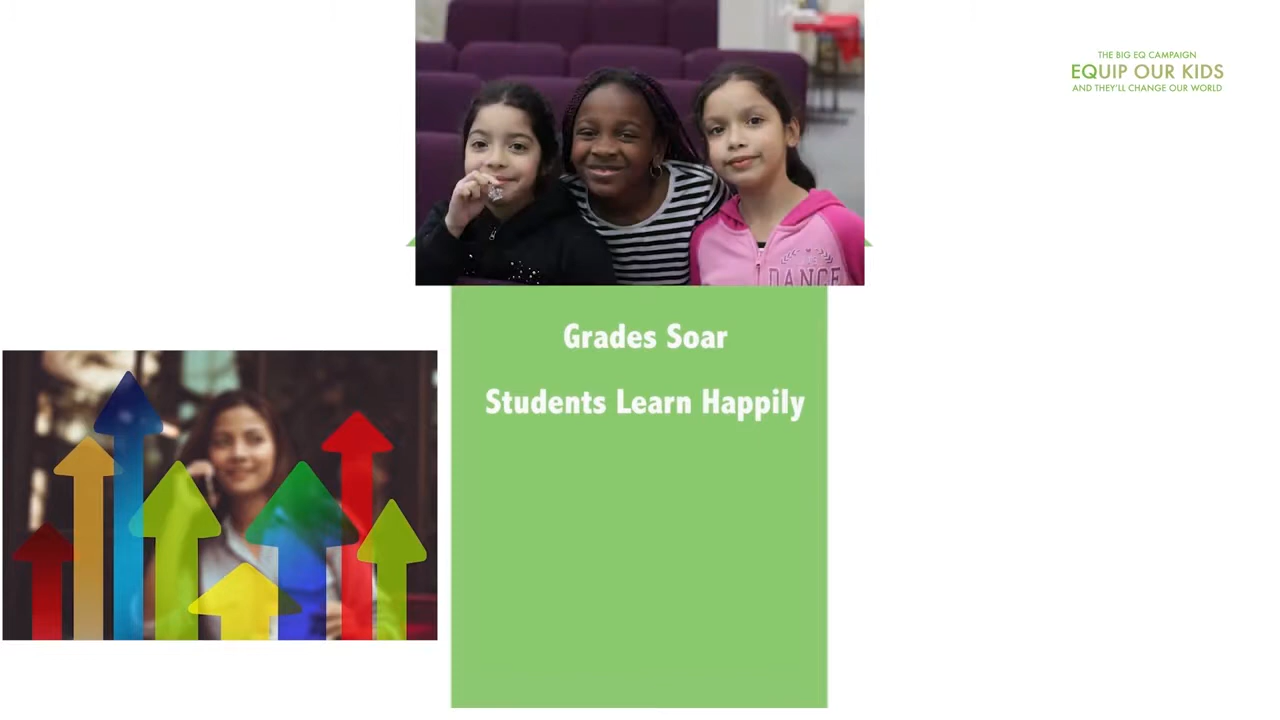 THE BIG EQ CAMPAIGN
EQUIP OUR KIDS
AND THEY'LL CHANGE OUR WORLD
DANCE
Grades Soar
Students Learn Happily